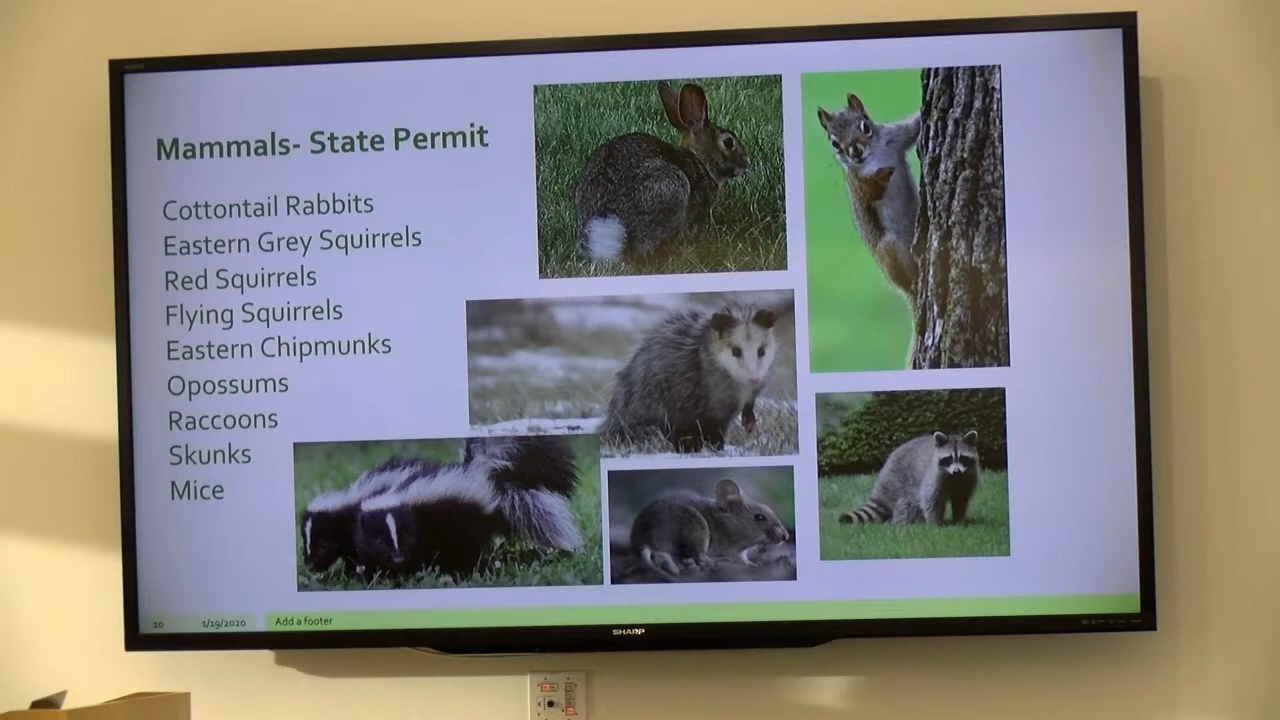 Mammals- State Permit
Cottontail Rabbits
Eastern Grey Squirrels
Red Squirrels
Flying Squirrels
Eastern Chipmunks
Opossums
Raccoons
Skunks
Mice
10 1/19/2020 Add a footer
SHARP